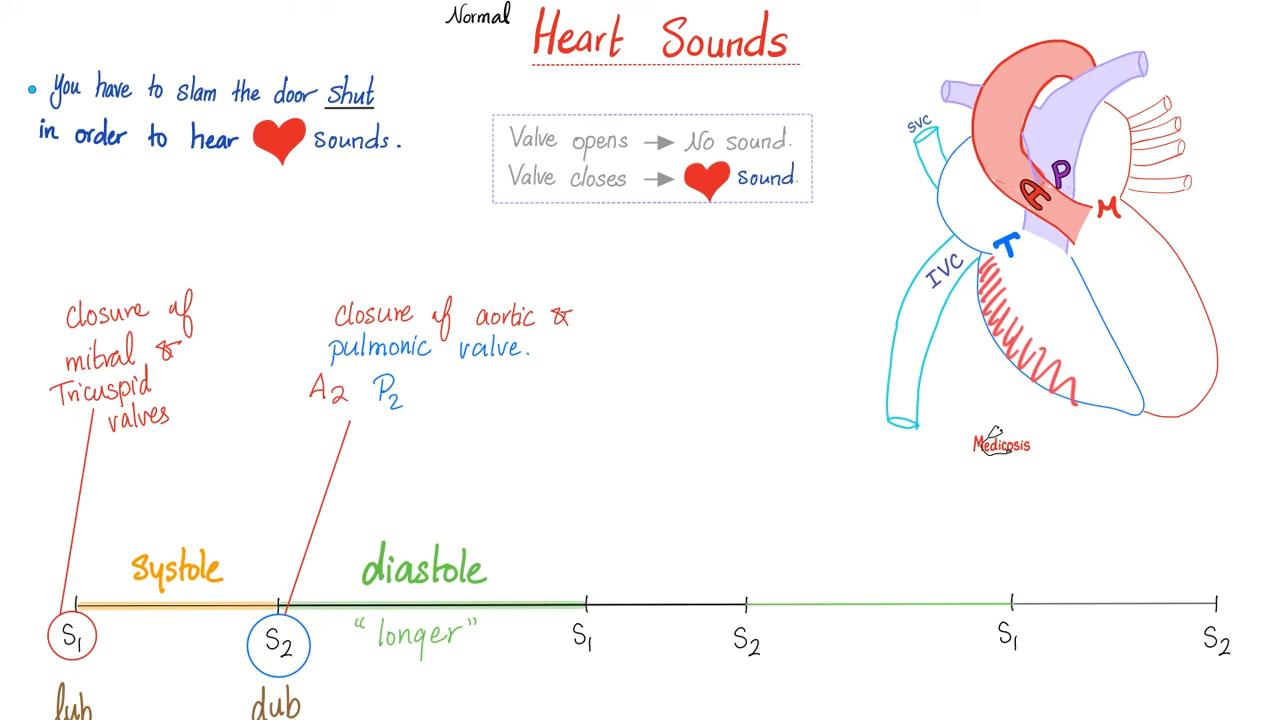 Normal
Heart Sounds
• You have to slam the door shut
in order to hear ❤ sounds.
Valve opens → No sound.
Valve closes → ❤ sound.
SVC
IVC
A
P
M
T
Medicosis
closure of
mitral &
Tricuspid
valves
closure of aortic &
pulmonic valve.
A2 P2
systole
diastole
"longer"
S1 S2 S1 S2 S1 S2
lub dub